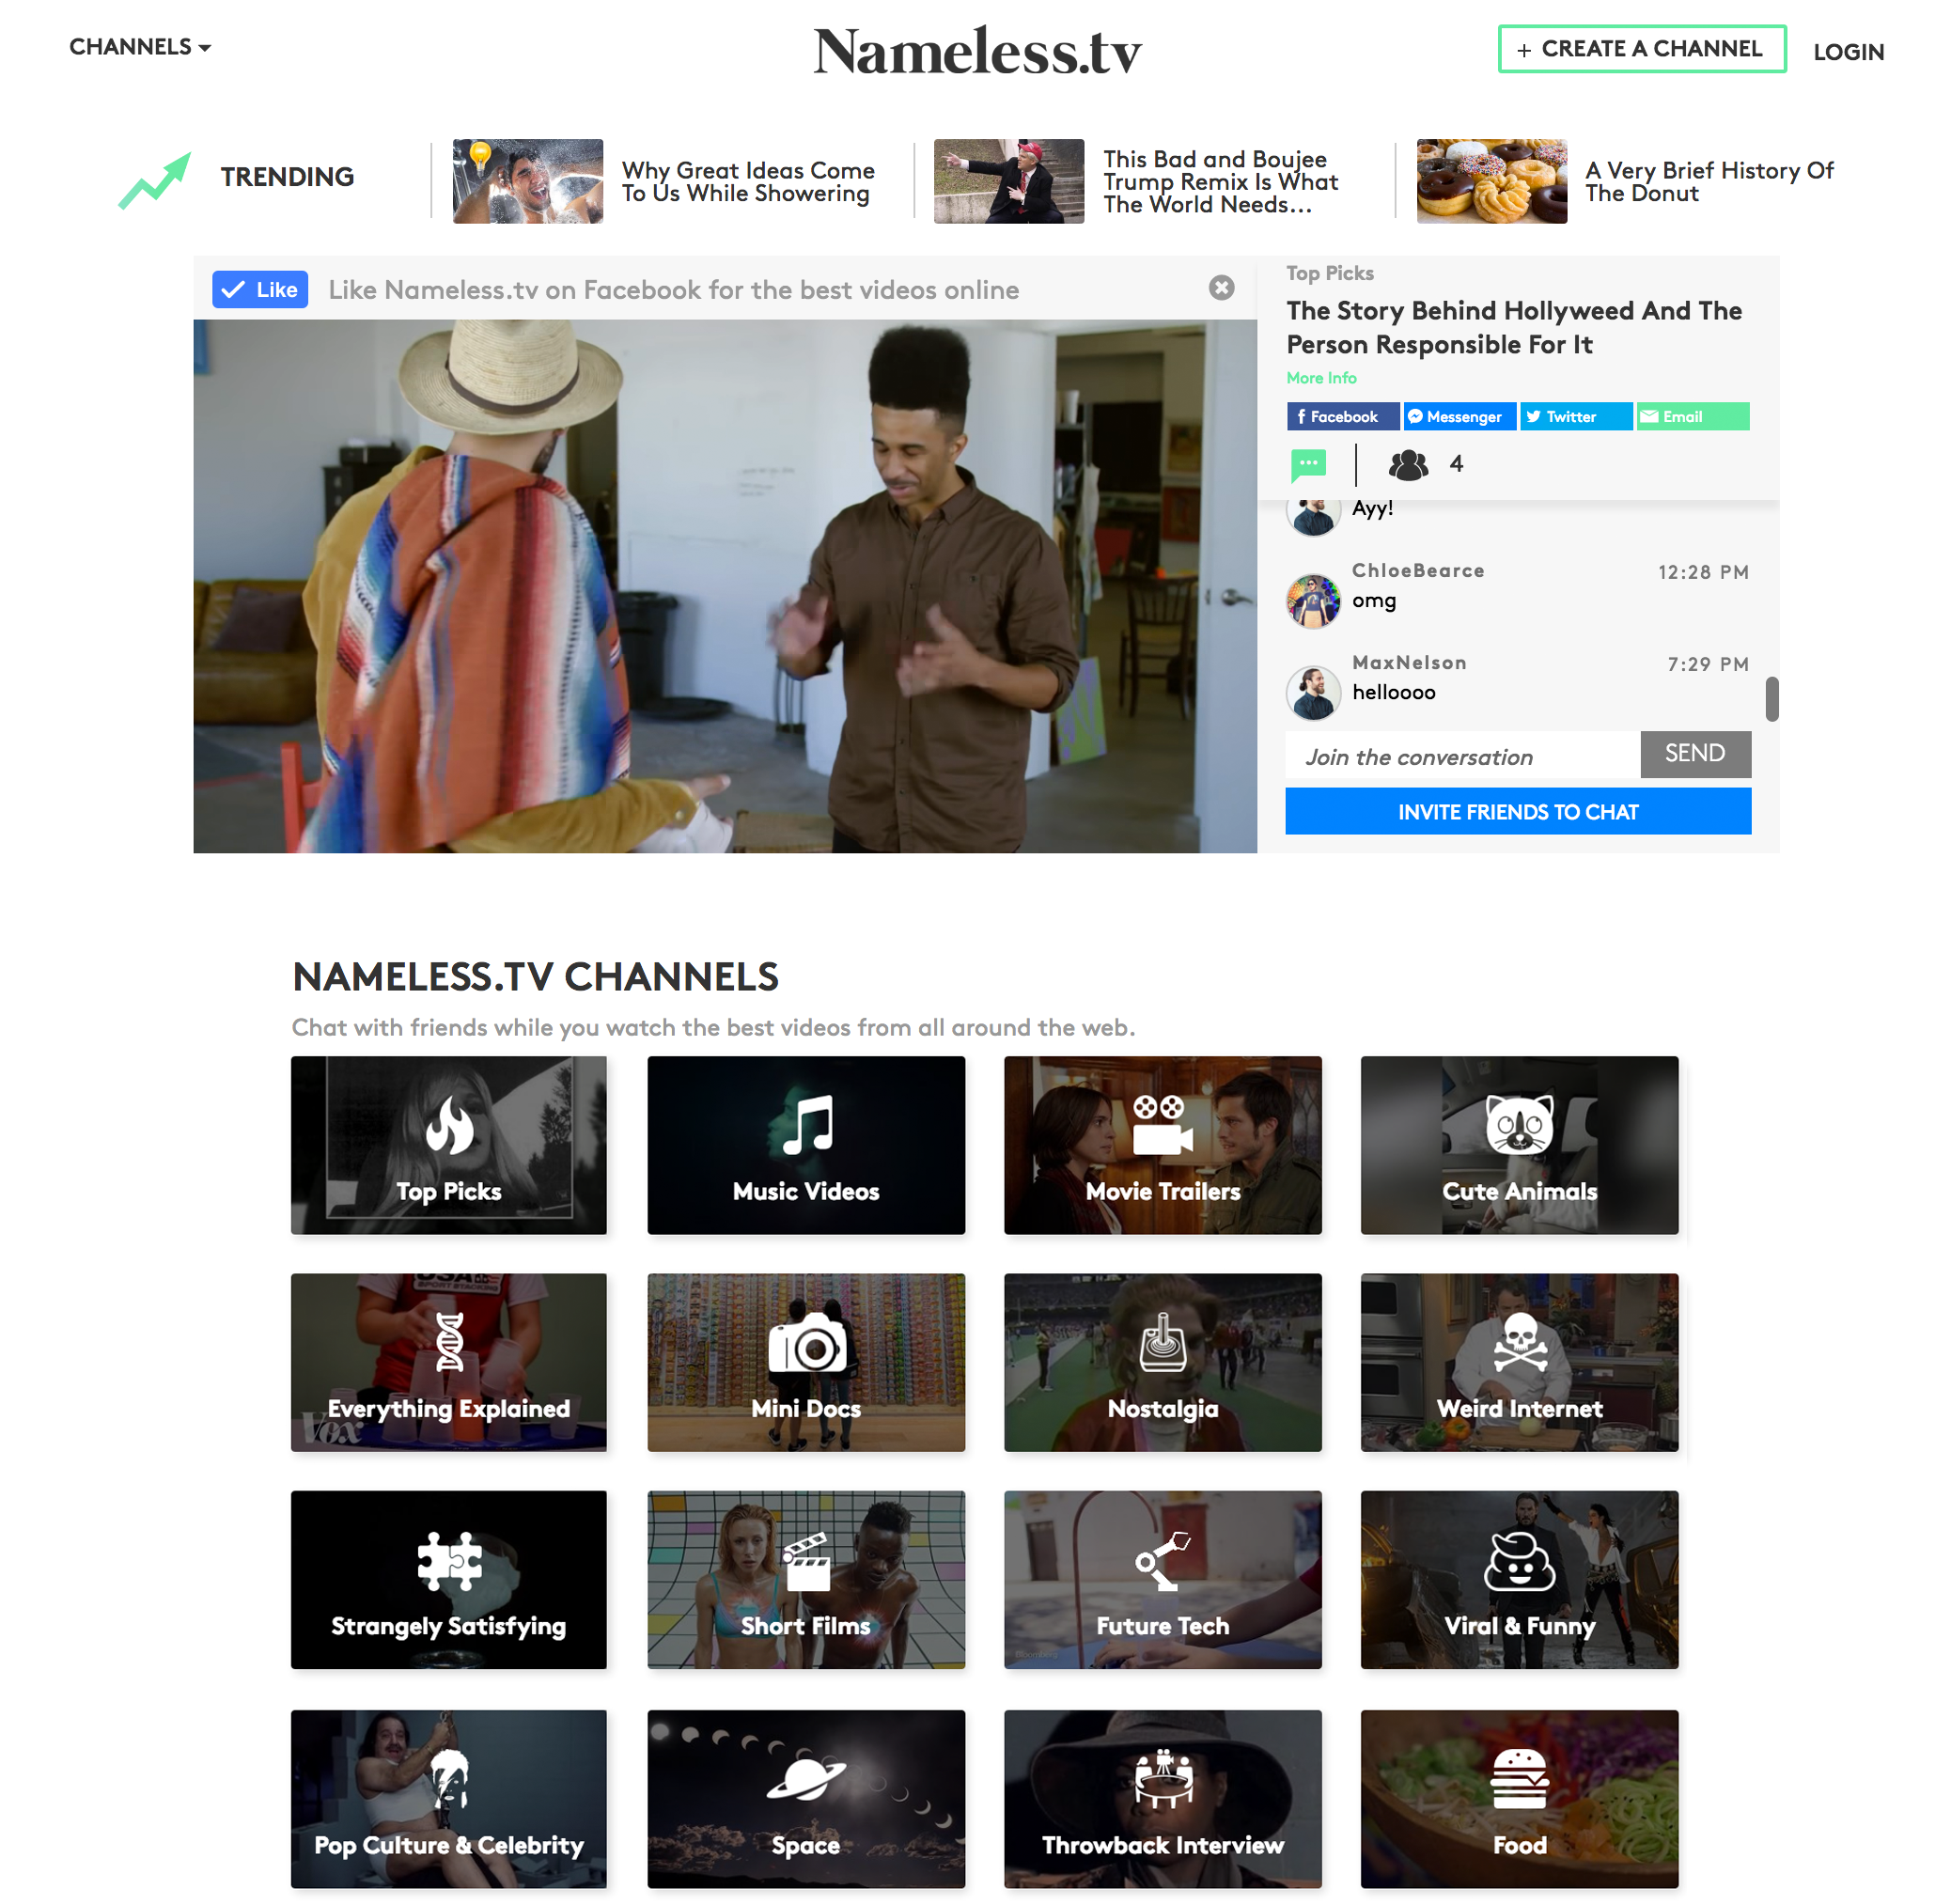 CHANNELS
Nameless.tv
+ CREATE A CHANNEL
LOGIN
TRENDING
Why Great Ideas Come
To Us While Showering
This Bad and Boujee
Trump Remix Is What
The World Needs...
A Very Brief History Of
The Donut
Like
Like Nameless.tv on Facebook for the best videos online
Top Picks
The Story Behind Hollyweed And The
Person Responsible For It
More Info
Facebook
Messenger
Twitter
Email
4
Ayy!
ChloeBearce
12:28 PM
omg
MaxNelson
7:29 PM
helloooo
Join the conversation
SEND
INVITE FRIENDS TO CHAT
NAMELESS.TV CHANNELS
Chat with friends while you watch the best videos from all around the web.
Top Picks
Music Videos
Movie Trailers
Cute Animals
USA
SPORT STACKING
Everything Explained
Vox
Mini Docs
Nostalgia
Weird Internet
Strangely Satisfying
Short Films
Future Tech
Bloomberg
Viral & Funny
Pop Culture & Celebrity
Space
Throwback Interview
Food